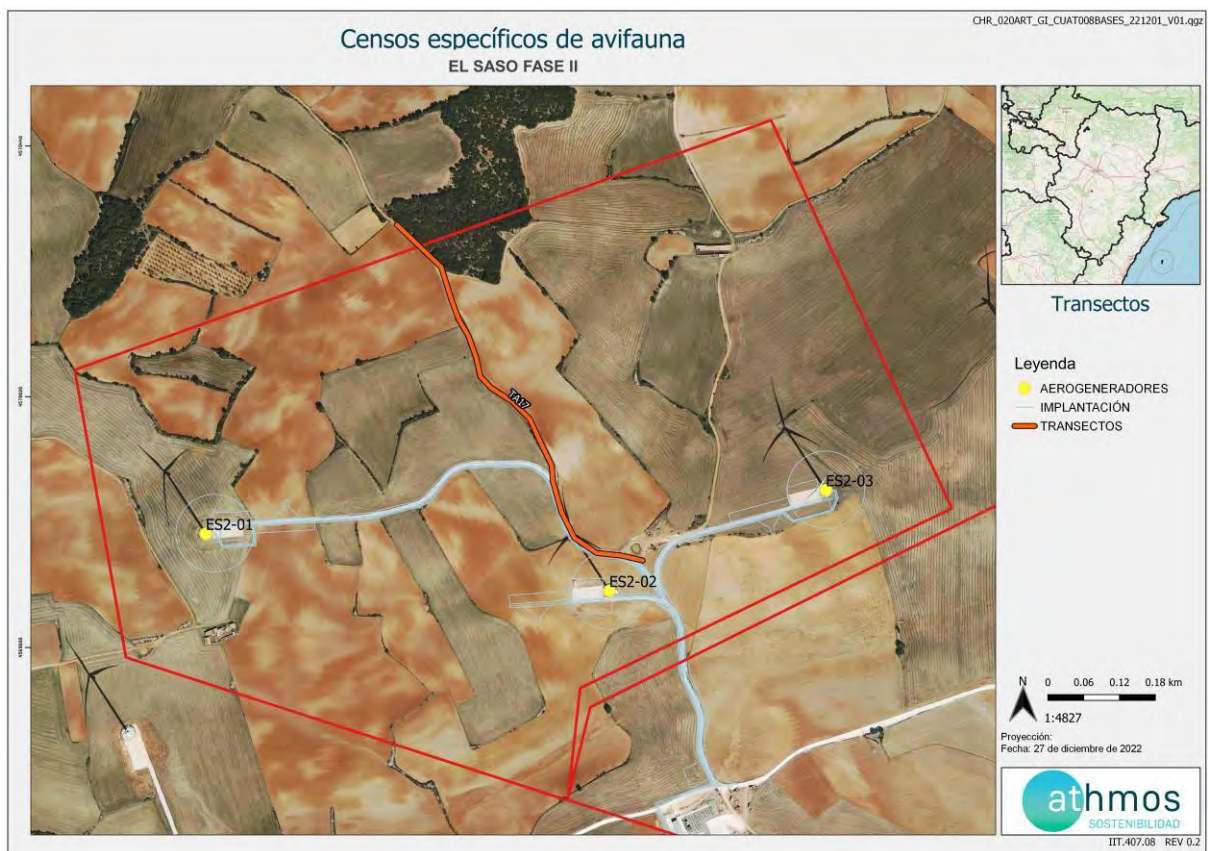 CHR_020ART_GI_CUAT008BASES_221201_V01.qgz
Censos específicos de avifauna
EL SASO FASE II
TA17
ES2-01
ES2-02
ES2-03
Transectos
Leyenda
AEROGENERADORES
IMPLANTACIÓN
TRANSECTOS
N
0 0.06 0.12 0.18 km
1:4827
Proyección:
Fecha: 27 de diciembre de 2022
athmos
SOSTENIBILIDAD
IIT.407.08 REV 0.2